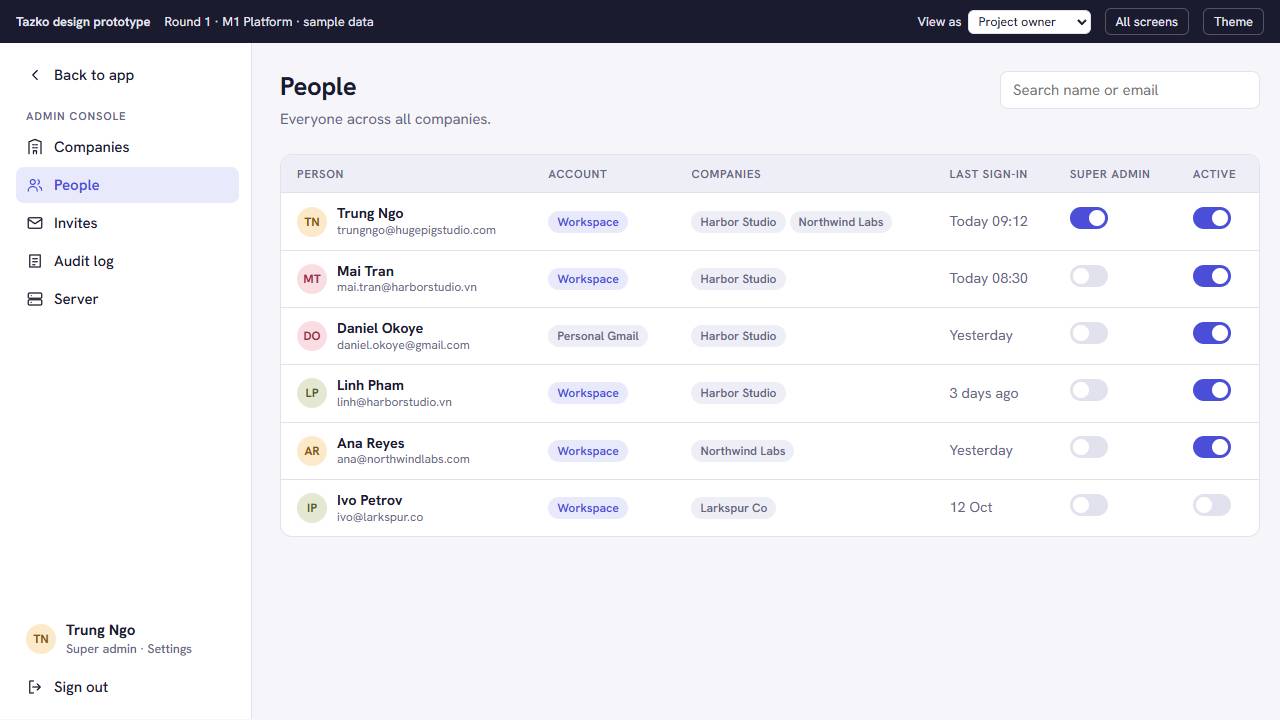 Tazko design prototype Round 1 · M1 Platform · sample data View as Project owner All screens Theme
Back to app
ADMIN CONSOLE
Companies
People
Invites
Audit log
Server
TN Trung Ngo
Super admin · Settings
Sign out
People
Everyone across all companies.
Search name or email
PERSON ACCOUNT COMPANIES LAST SIGN-IN SUPER ADMIN ACTIVE
TN Trung Ngo
trungngo@hugepigstudio.com
Workspace Harbor Studio Northwind Labs Today 09:12
MT Mai Tran
mai.tran@harborstudio.vn
Workspace Harbor Studio Today 08:30
DO Daniel Okoye
daniel.okoye@gmail.com
Personal Gmail Harbor Studio Yesterday
LP Linh Pham
linh@harborstudio.vn
Workspace Harbor Studio 3 days ago
AR Ana Reyes
ana@northwindlabs.com
Workspace Northwind Labs Yesterday
IP Ivo Petrov
ivo@larkspur.co
Workspace Larkspur Co 12 Oct